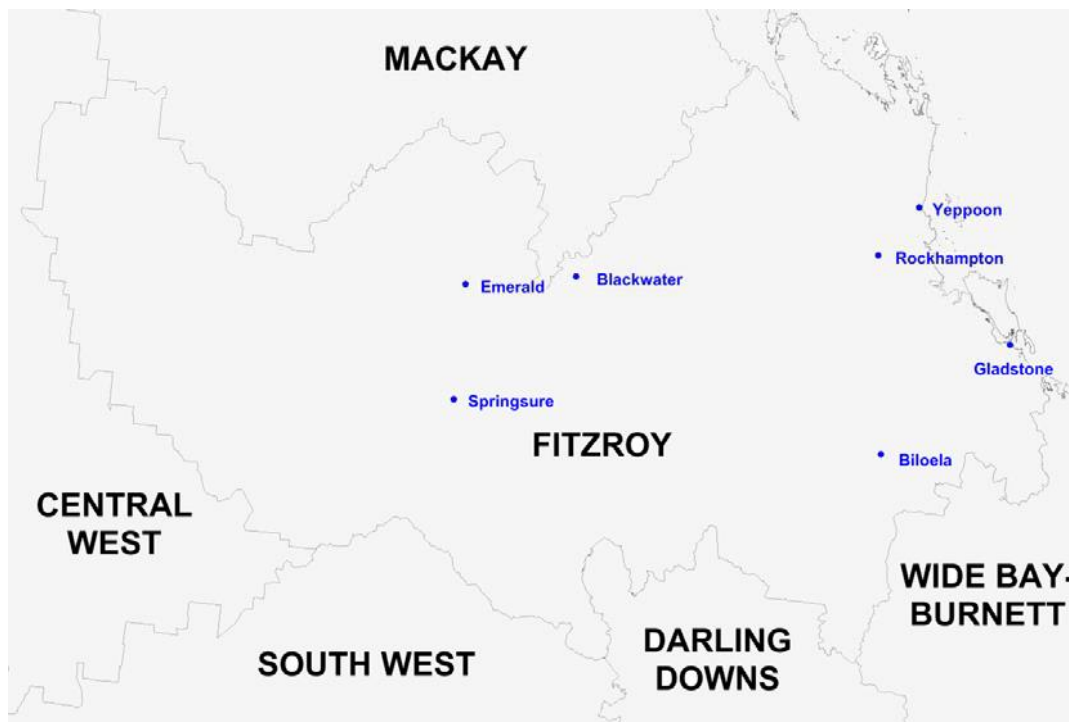 MACKAY
Yeppoon
Rockhampton
Emerald
Blackwater
Gladstone
Springsure
FITZROY
Biloela
CENTRAL
WEST
WIDE BAY-
BURNETT
DARLING
DOWNS
SOUTH WEST